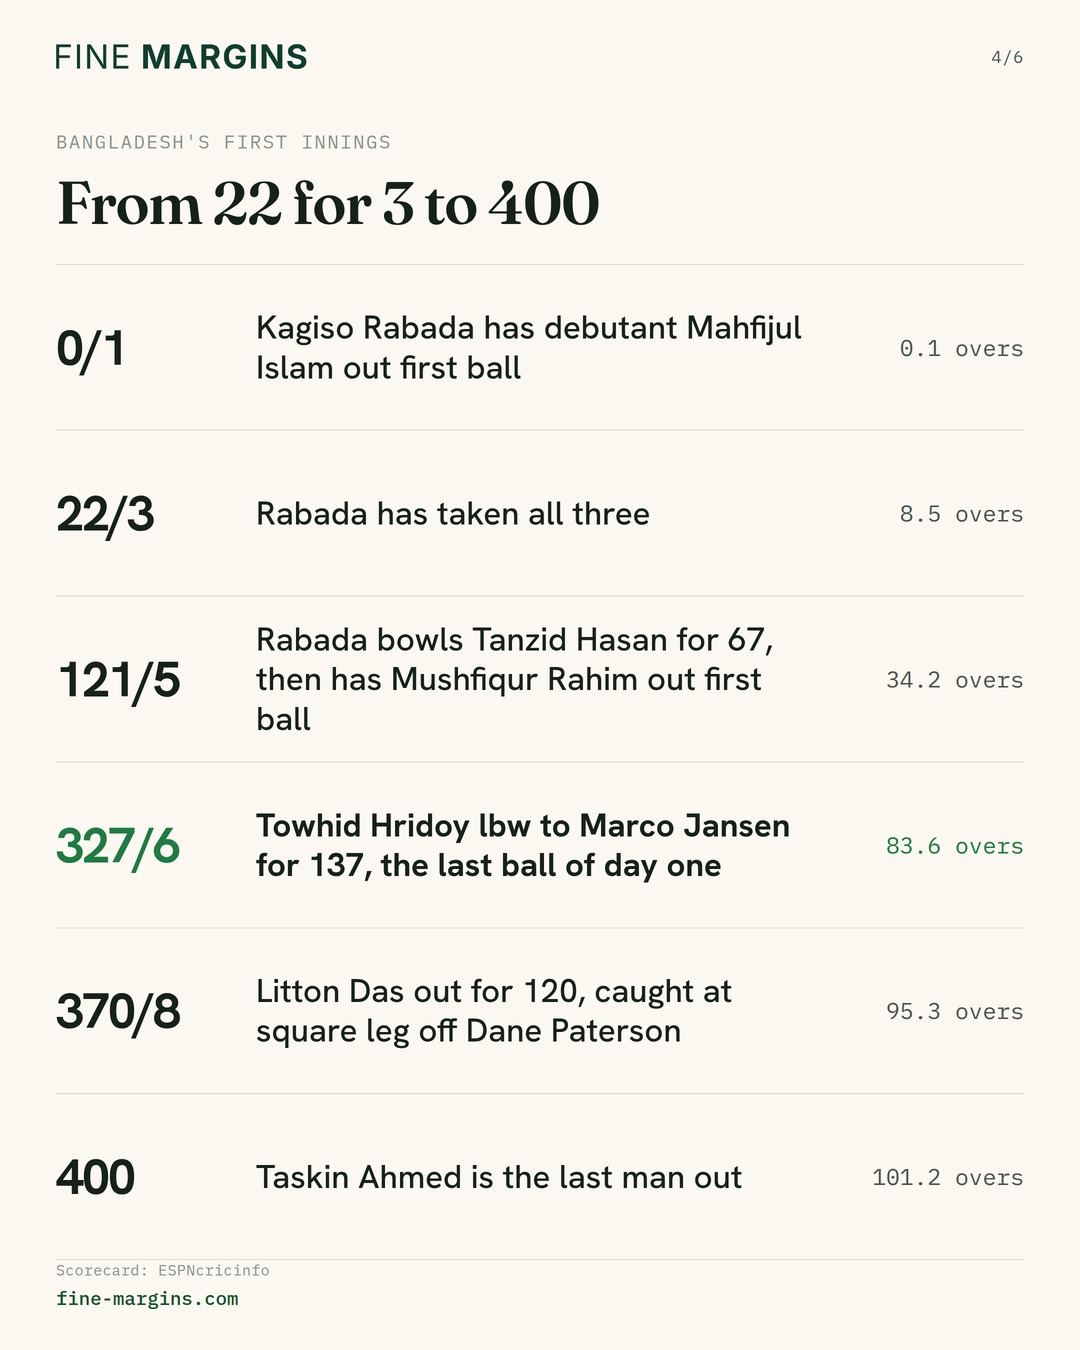 FINE MARGINS
4/6
BANGLADESH'S FIRST INNINGS
From 22 for 3 to 400
0/1
Kagiso Rabada has debutant Mahfijul
Islam out first ball
0.1 overs
22/3
Rabada has taken all three
8.5 overs
121/5
Rabada bowls Tanzid Hasan for 67,
then has Mushfiqur Rahim out first
ball
34.2 overs
327/6
Towhid Hridoy lbw to Marco Jansen
for 137, the last ball of day one
83.6 overs
370/8
Litton Das out for 120, caught at
square leg off Dane Paterson
95.3 overs
400
Taskin Ahmed is the last man out
101.2 overs
Scorecard: ESPNcricinfo
fine-margins.com